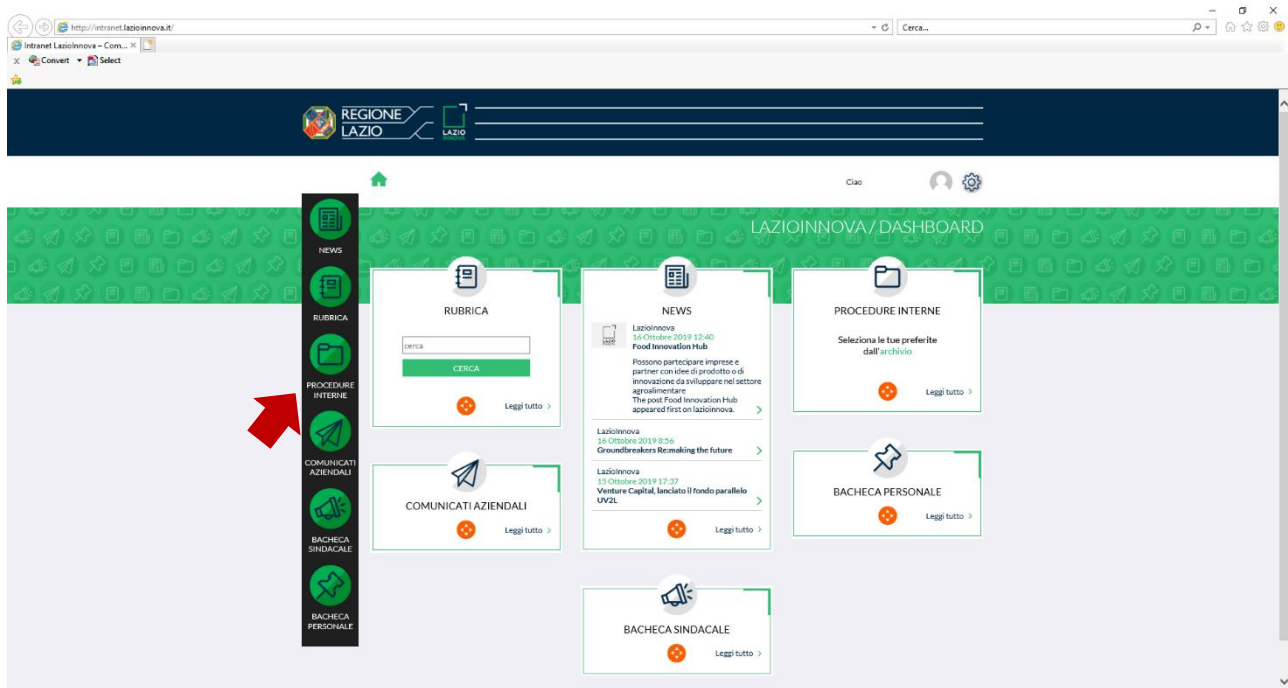 http://intranet.lazioinnova.it/
Cerca...
Intranet LazioInnova – Com...
x Convert Select
REGIONE
LAZIO
LAZIO
INNOVA
Ciao
LAZIOINNOVA / DASHBOARD
NEWS
RUBRICA
PROCEDURE
INTERNE
COMUNICATI
AZIENDALI
BACHECA
SINDACALE
BACHECA
PERSONALE
RUBRICA
cerca
CERCA
Leggi tutto >
COMUNICATI AZIENDALI
Leggi tutto >
NEWS
LazioInnova
16 Ottobre 2019 12:40
Food Innovation Hub
Possono partecipare imprese e
partner con idee di prodotto o di
innovazione da sviluppare nel settore
agroalimentare
The post Food Innovation Hub
appeared first on lazioinnova.
LazioInnova
16 Ottobre 2019 8:56
Groundbreakers Re:making the future
LazioInnova
15 Ottobre 2019 17:37
Venture Capital, lanciato il fondo parallelo
UV2L
Leggi tutto >
BACHECA SINDACALE
Leggi tutto >
PROCEDURE INTERNE
Seleziona le tue preferite
dall'archivio
Leggi tutto >
BACHECA PERSONALE
Leggi tutto >